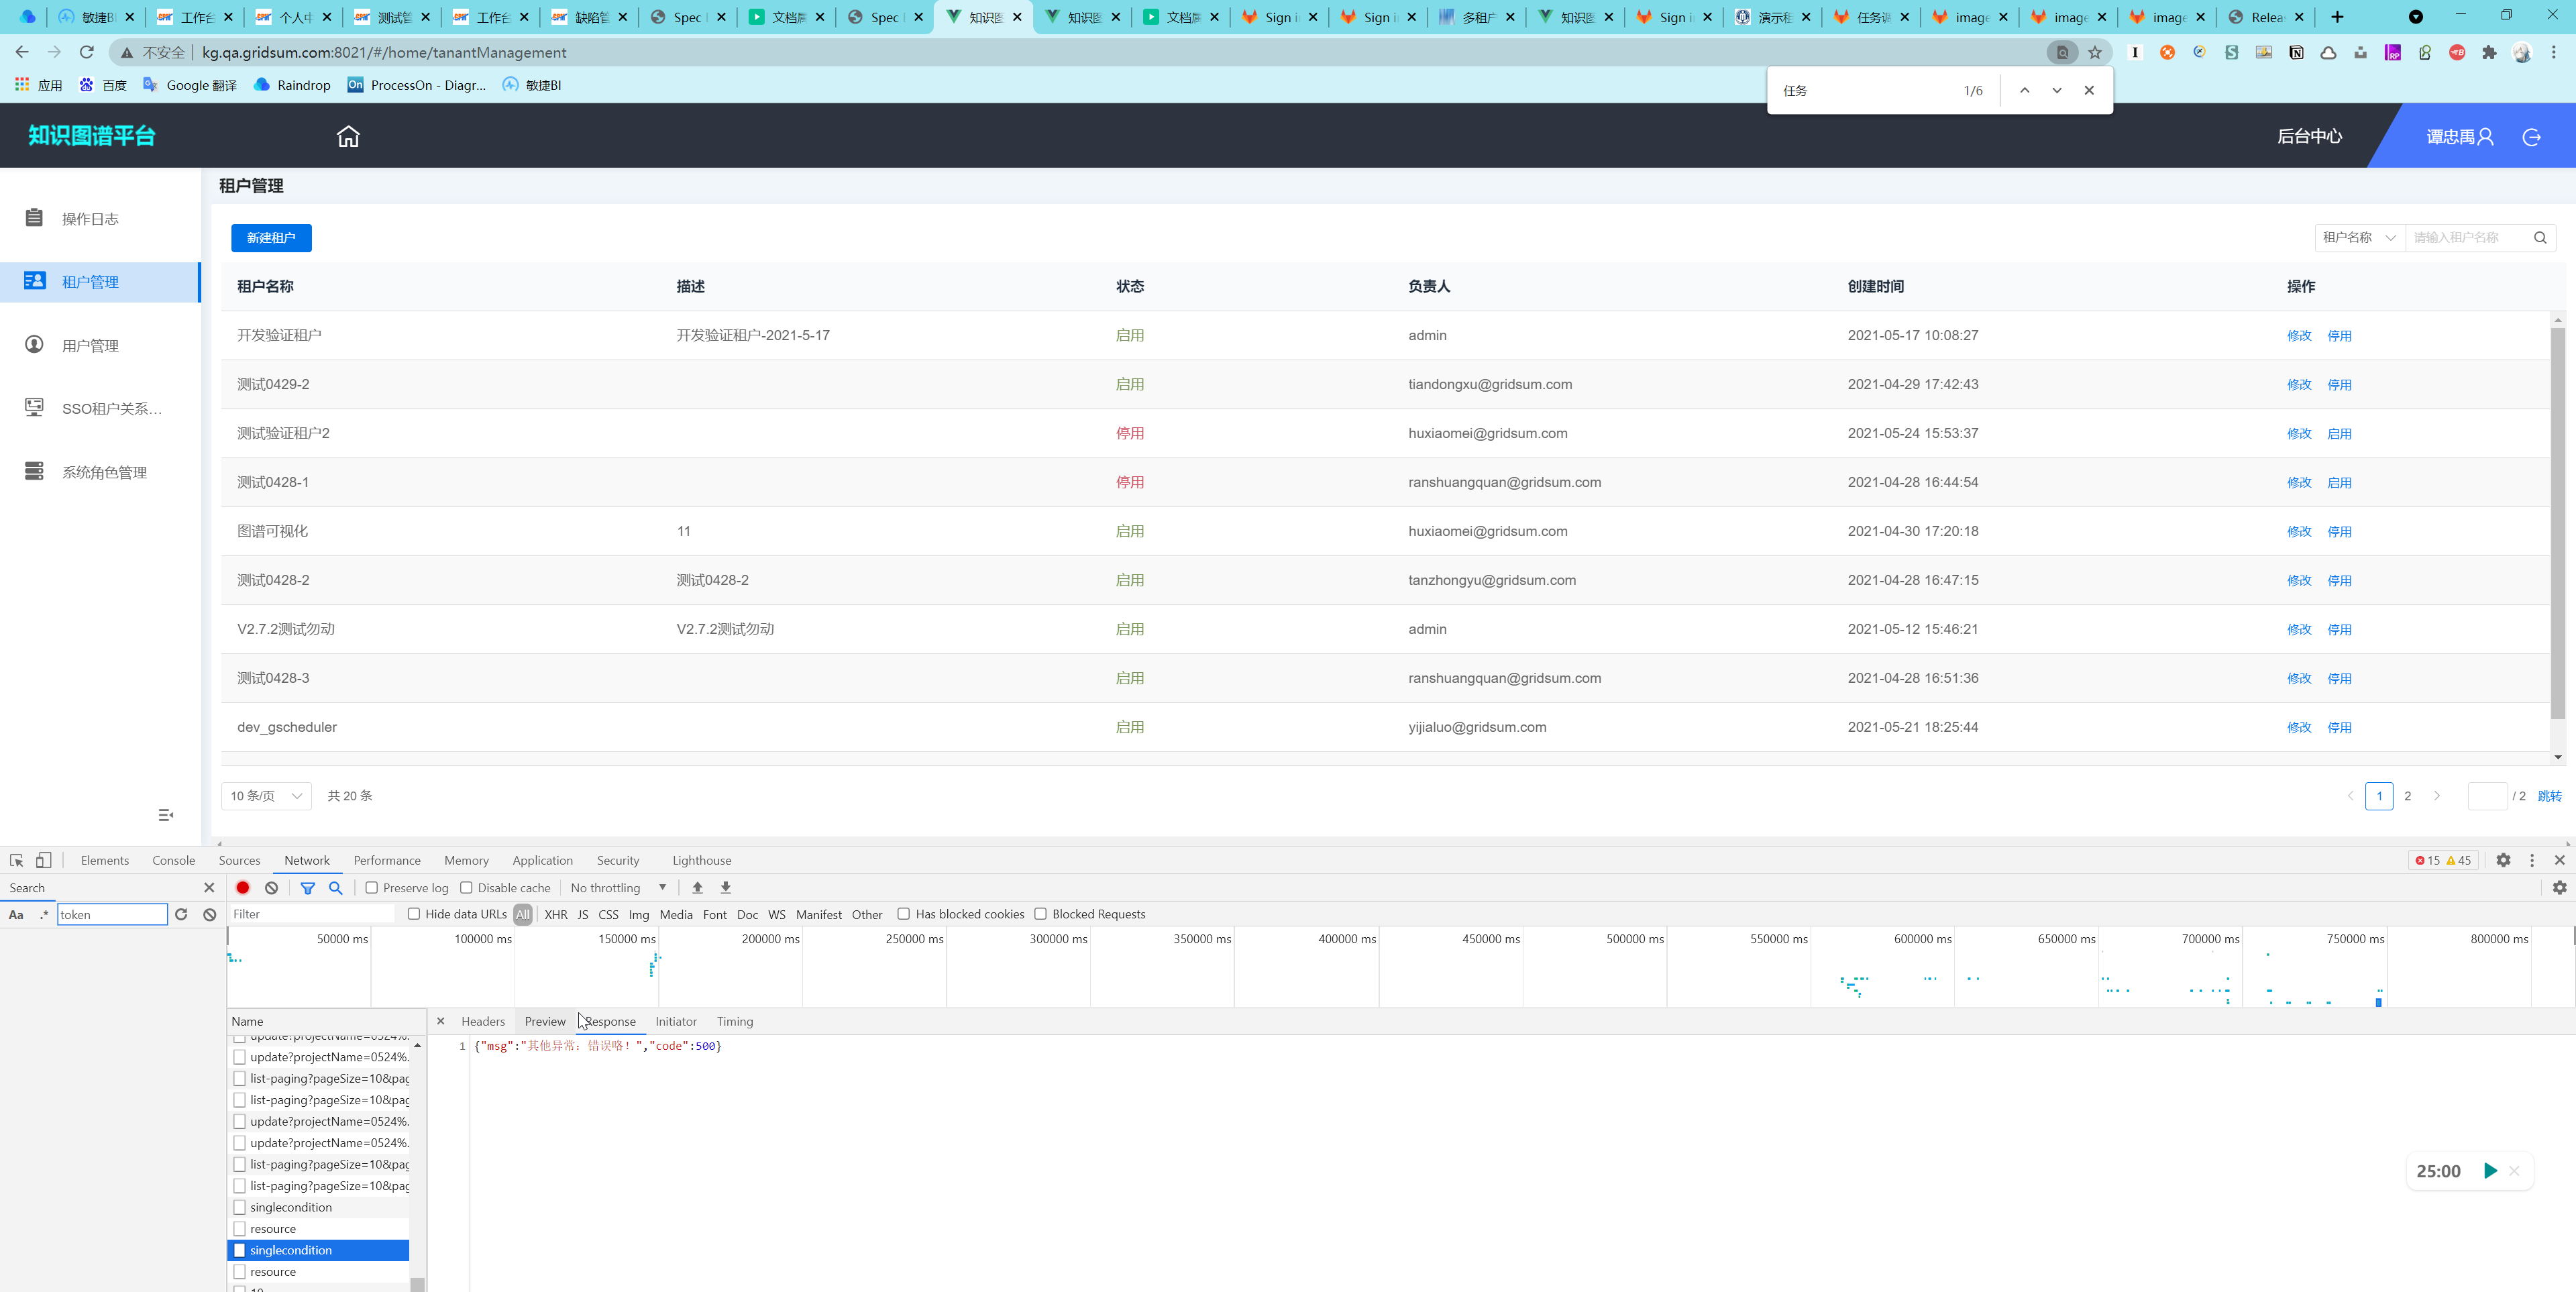 敏捷BI
工作台
个人中
测试管
工作台
缺陷管
Spec
文档属
Spec
知识图
知识图
文档属
Sign i
Sign i
多租户
知识图
Sign i
演示租
任务调
image
image
image
Relea
不安全 kg.qa.gridsum.com:8021/#/home/tanantManagement
应用 百度 Google 翻译 Raindrop ProcessOn - Diagr... 敏捷BI
任务 1/6
知识图谱平台 后台中心 谭忠禹
租户管理
操作日志
租户管理
用户管理
SSO租户关系...
系统角色管理
新建租户 租户名称 请输入租户名称
租户名称 描述 状态 负责人 创建时间 操作
开发验证租户 开发验证租户-2021-5-17 启用 admin 2021-05-17 10:08:27 修改 停用
测试0429-2 启用 tiandongxu@gridsum.com 2021-04-29 17:42:43 修改 停用
测试验证租户2 停用 huxiaomei@gridsum.com 2021-05-24 15:53:37 修改 启用
测试0428-1 停用 ranshuangquan@gridsum.com 2021-04-28 16:44:54 修改 启用
图谱可视化 11 启用 huxiaomei@gridsum.com 2021-04-30 17:20:18 修改 停用
测试0428-2 测试0428-2 启用 tanzhongyu@gridsum.com 2021-04-28 16:47:15 修改 停用
V2.7.2测试勿动 V2.7.2测试勿动 启用 admin 2021-05-12 15:46:21 修改 停用
测试0428-3 启用 ranshuangquan@gridsum.com 2021-04-28 16:51:36 修改 停用
dev_gscheduler 启用 yijialuo@gridsum.com 2021-05-21 18:25:44 修改 停用
10 条/页 共 20 条 1 2 / 2 跳转
Elements Console Sources Network Performance Memory Application Security Lighthouse 15 45
Search Preserve log Disable cache No throttling
Aa .* token Filter Hide data URLs All XHR JS CSS Img Media Font Doc WS Manifest Other Has blocked cookies Blocked Requests
50000 ms 100000 ms 150000 ms 200000 ms 250000 ms 300000 ms 350000 ms 400000 ms 450000 ms 500000 ms 550000 ms 600000 ms 650000 ms 700000 ms 750000 ms 800000 ms
Name Headers Preview Response Initiator Timing
1 {"msg":"其他异常：错误咯！","code":500}
update?projectName=0524%.
update?projectName=0524%.
list-paging?pageSize=10&pag
list-paging?pageSize=10&pag
update?projectName=0524%.
update?projectName=0524%.
list-paging?pageSize=10&pag
list-paging?pageSize=10&pag
singlecondition
resource
singlecondition
resource
25:00